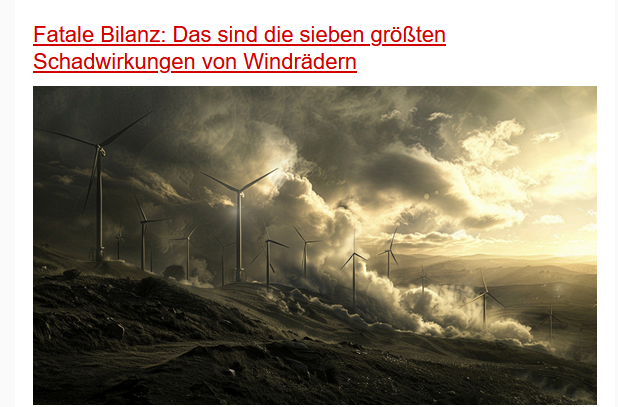 Fatale Bilanz: Das sind die sieben größten
Schadwirkungen von Windrädern